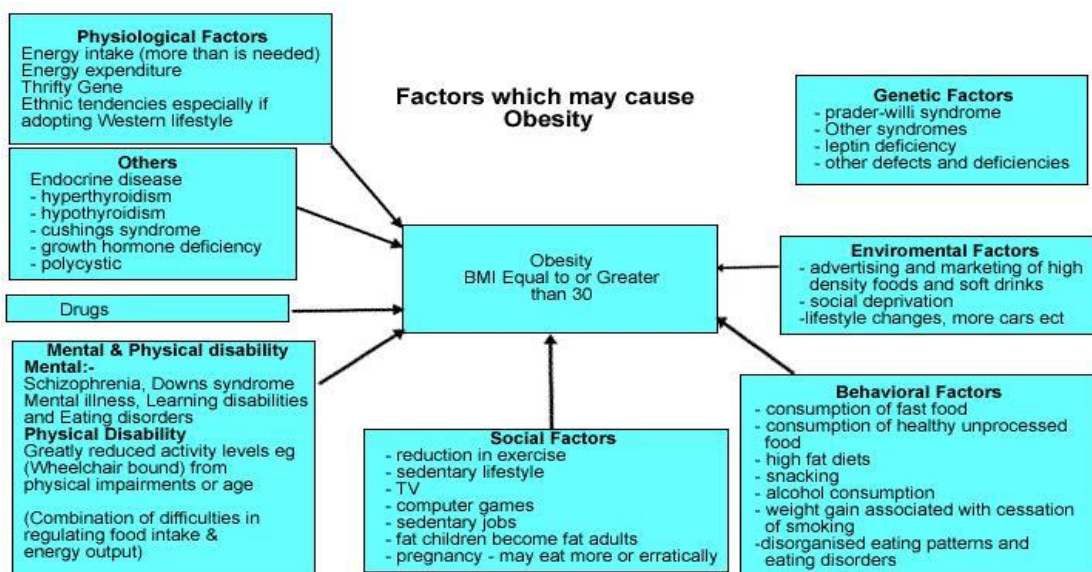 Physiological Factors
Energy intake (more than is needed)
Energy expenditure
Thrifty Gene
Ethnic tendencies especially if
adopting Western lifestyle
Factors which may cause
Obesity
Genetic Factors
- prader-willi syndrome
- Other syndromes
- leptin deficiency
- other defects and deficiencies
Others
Endocrine disease
- hyperthyroidism
- hypothyroidism
- cushings syndrome
- growth hormone deficiency
- polycystic
Obesity
BMI Equal to or Greater
than 30
Enviromental Factors
- advertising and marketing of high
density foods and soft drinks
- social deprivation
-lifestyle changes, more cars ect
Drugs
Mental & Physical disability
Mental:-
Schizophrenia, Downs syndrome
Mental illness, Learning disabilities
and Eating disorders
Physical Disability
Greatly reduced activity levels eg
(Wheelchair bound) from
physical impairments or age
(Combination of difficulties in
regulating food intake &
energy output)
Social Factors
- reduction in exercise
- sedentary lifestyle
- TV
- computer games
- sedentary jobs
- fat children become fat adults
- pregnancy - may eat more or erratically
Behavioral Factors
- consumption of fast food
- consumption of healthy unprocessed
food
- high fat diets
- snacking
- alcohol consumption
- weight gain associated with cessation
of smoking
-disorganised eating patterns and
eating disorders